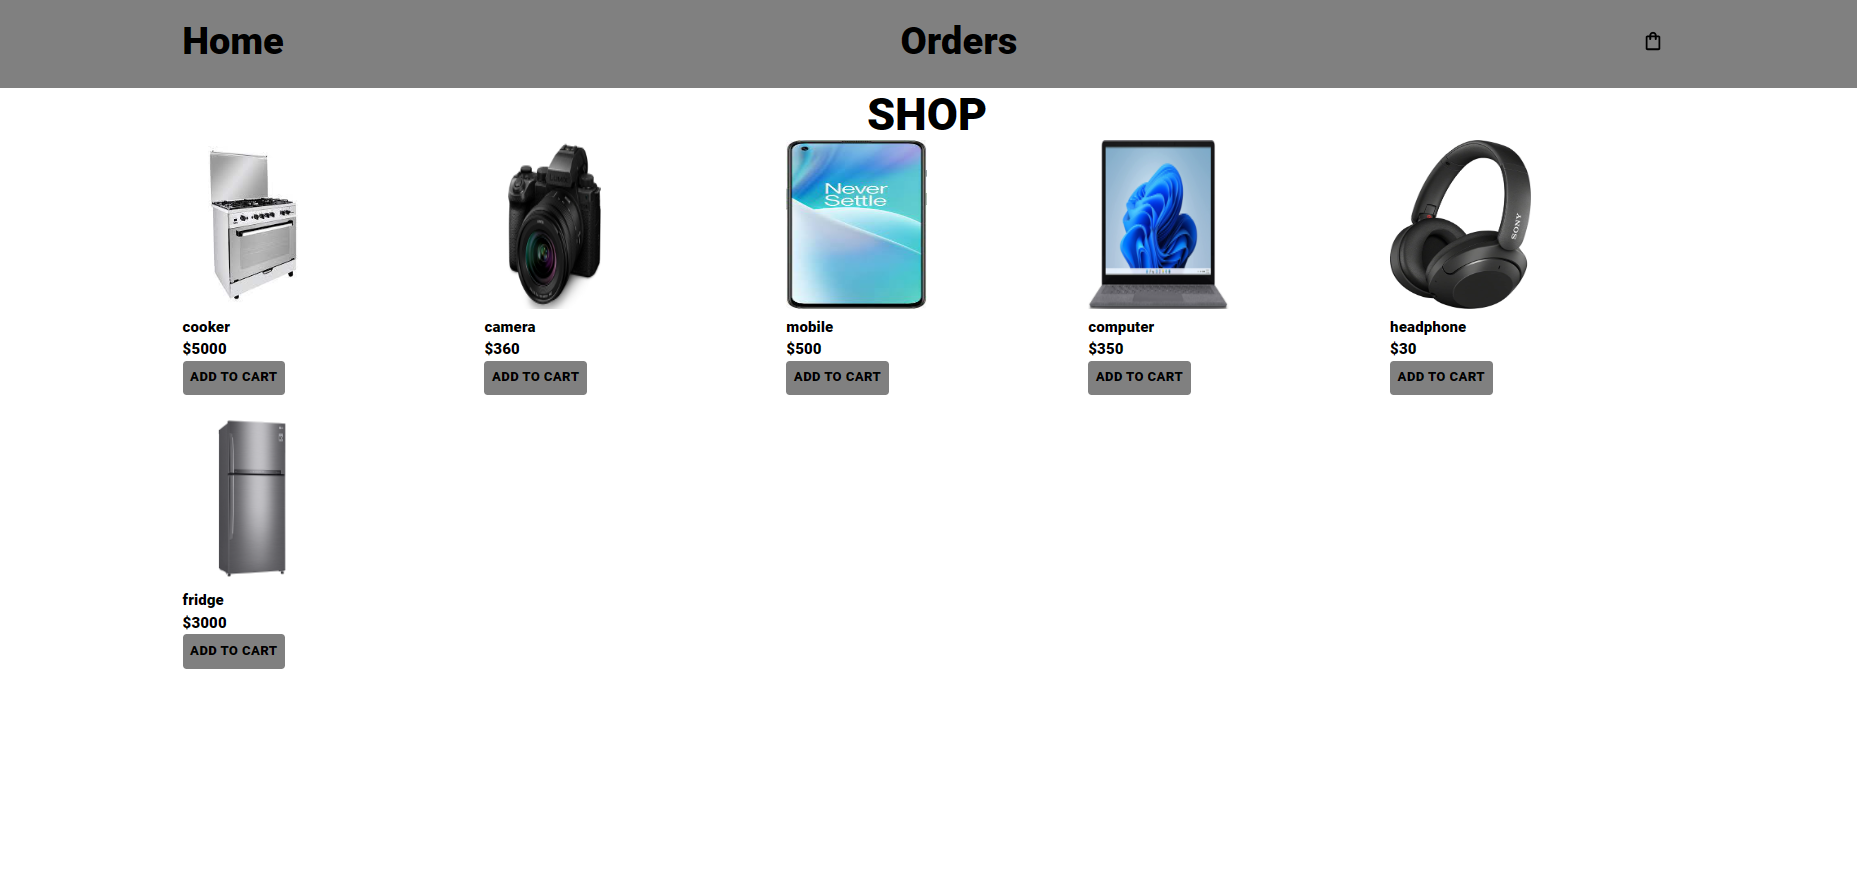 Home
Orders
SHOP
Never
Settle
SONY
cooker
$5000
ADD TO CART
camera
$360
ADD TO CART
mobile
$500
ADD TO CART
computer
$350
ADD TO CART
headphone
$30
ADD TO CART
fridge
$3000
ADD TO CART